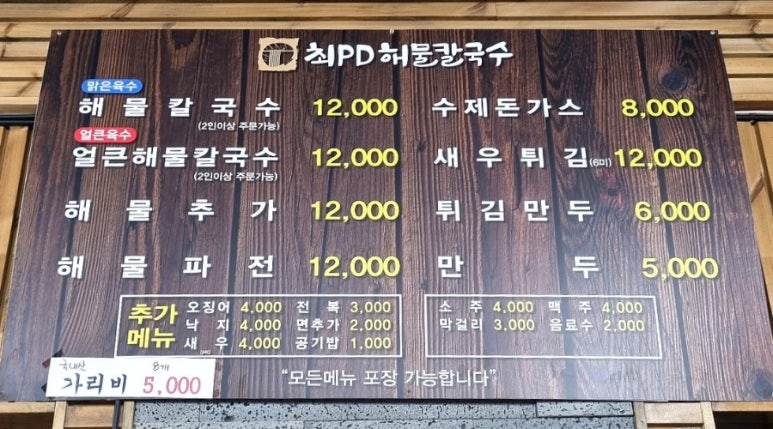 최PD해물칼국수
맑은육수
해물칼국수 12,000
(2인이상 주문가능)
얼큰육수
얼큰해물칼국수 12,000
(2인이상 주문가능)
해물추가 12,000
해물파전 12,000
수제돈가스 8,000
새우튀김(6미) 12,000
튀김만두 6,000
만두 5,000
추가메뉴
오징어 4,000 전복 3,000
낙지 4,000 면추가 2,000
새우 4,000 공기밥 1,000
소주 4,000 맥주 4,000
막걸리 3,000 음료수 2,000
국내산 8개
가리비 5,000
"모든메뉴 포장 가능합니다"